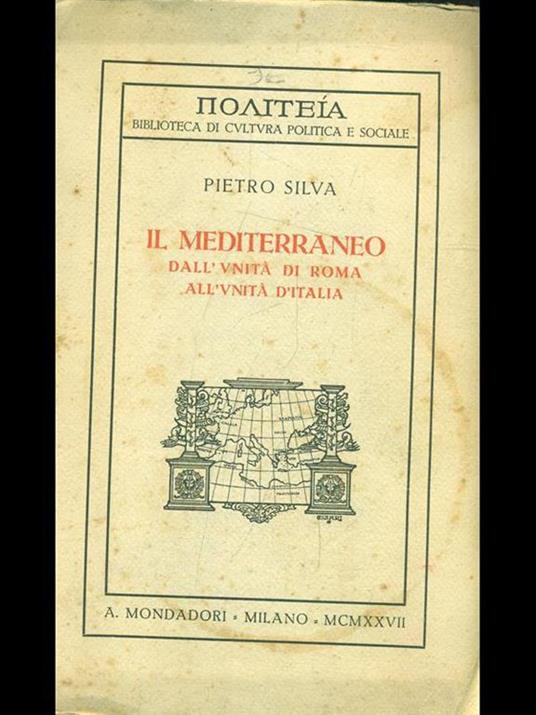 ΠΟΛΙΤΕΊΑ
BIBLIOTECA DI CVLTVRA POLITICA E SOCIALE
PIETRO SILVA
IL MEDITERRANEO
DALL'VNITÀ DI ROMA
ALL'VNITÀ D'ITALIA
A. MONDADORI - MILANO - MCMXXVII